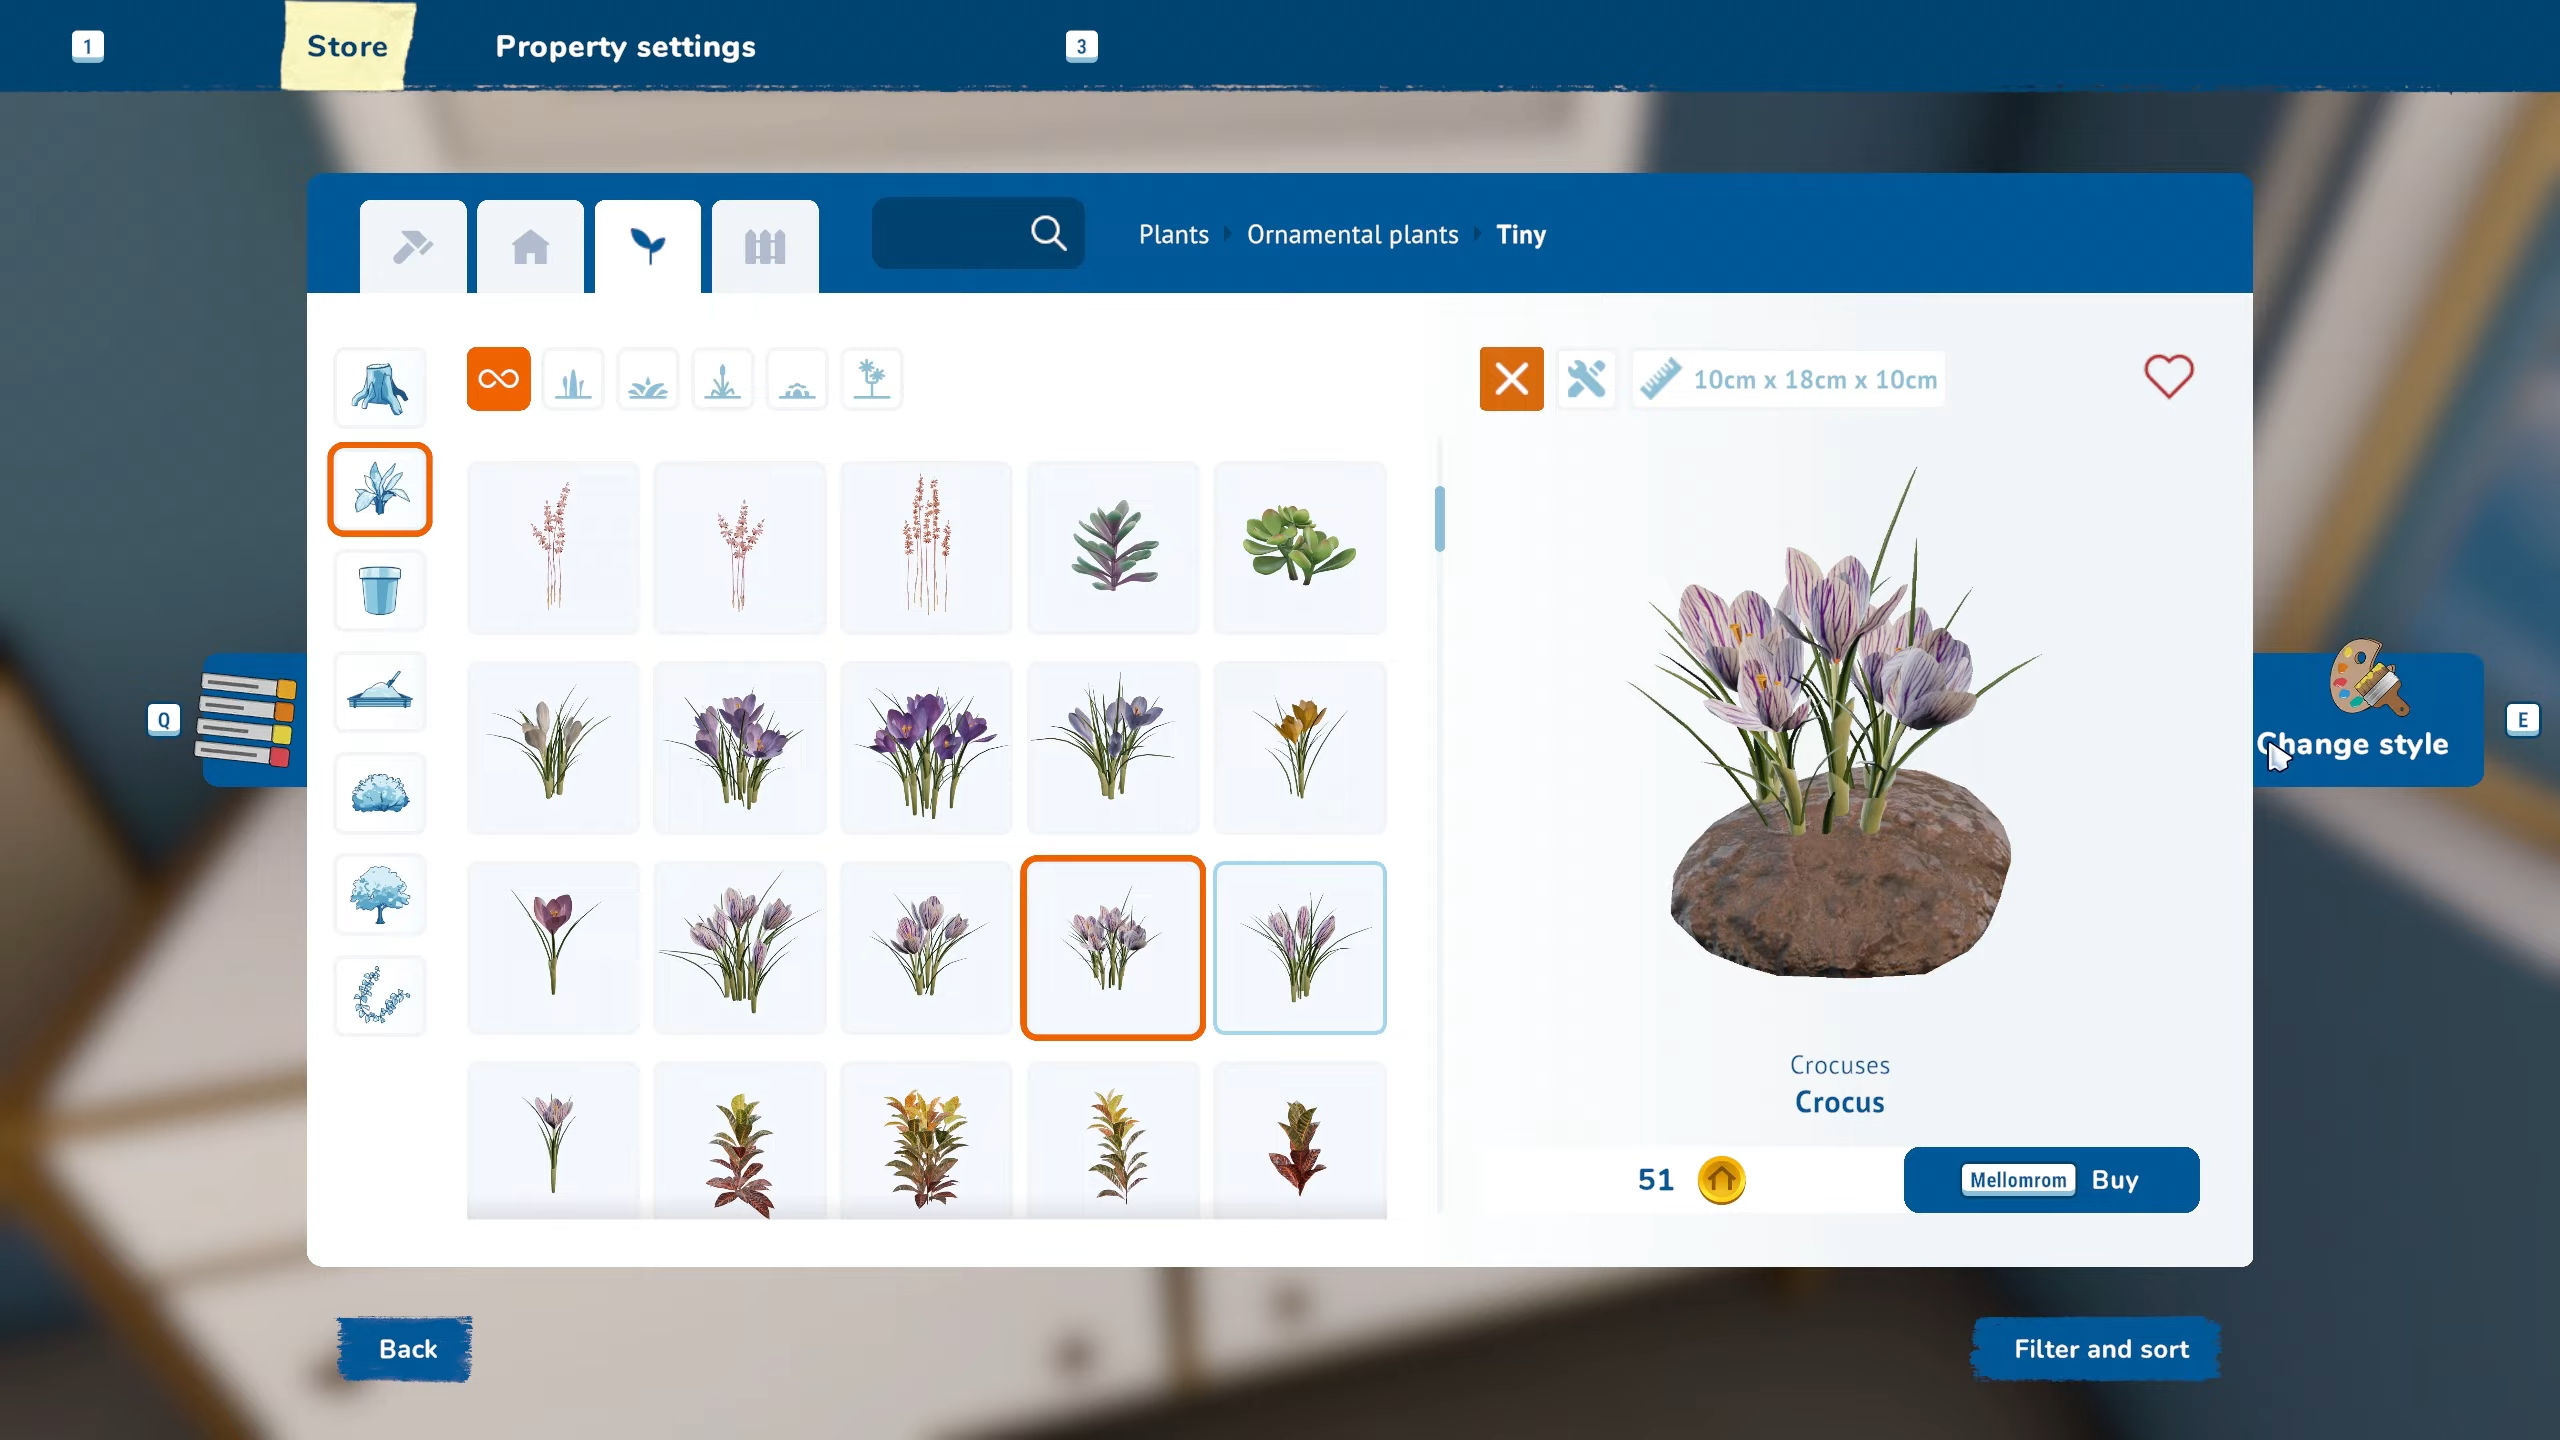 1
Store
Property settings
3
Plants
Ornamental plants
Tiny
10cm x 18cm x 10cm
Q
Change style
E
Crocuses
Crocus
51
Mellomrom
Buy
Back
Filter and sort